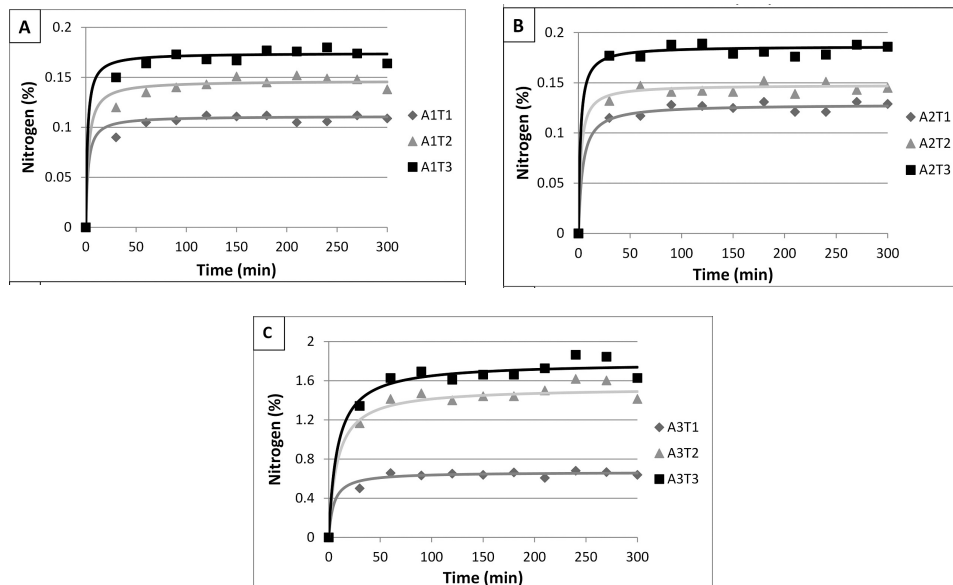 A
0.2
0.15
0.1
0.05
0
Nitrogen (%)
0 50 100 150 200 250 300
Time (min)
A1T1
A1T2
A1T3
B
0.2
0.15
0.1
0.05
0
Nitrogen (%)
0 50 100 150 200 250 300
Time (min)
A2T1
A2T2
A2T3
C
2
1.6
1.2
0.8
0.4
0
Nitrogen (%)
0 50 100 150 200 250 300
Time (min)
A3T1
A3T2
A3T3